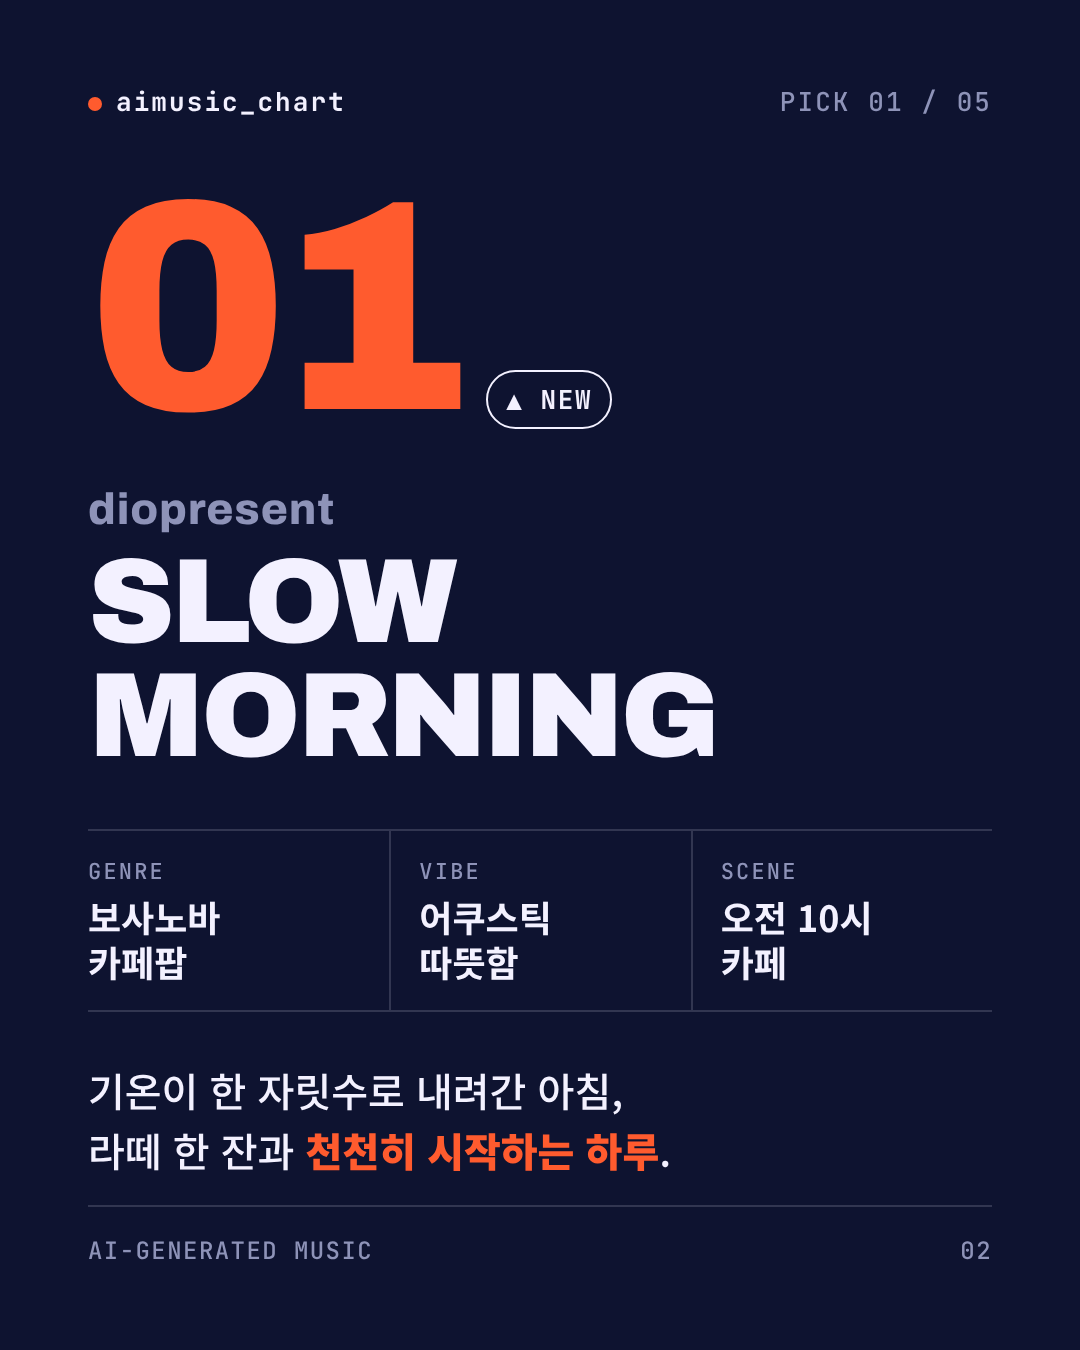 aimusic_chart
PICK 01 / 05
01
▲ NEW
diopresent
SLOW
MORNING
GENRE
보사노바
카페팝
VIBE
어쿠스틱
따뜻함
SCENE
오전 10시
카페
기온이 한 자릿수로 내려간 아침,
라떼 한 잔과 천천히 시작하는 하루.
AI-GENERATED MUSIC
02